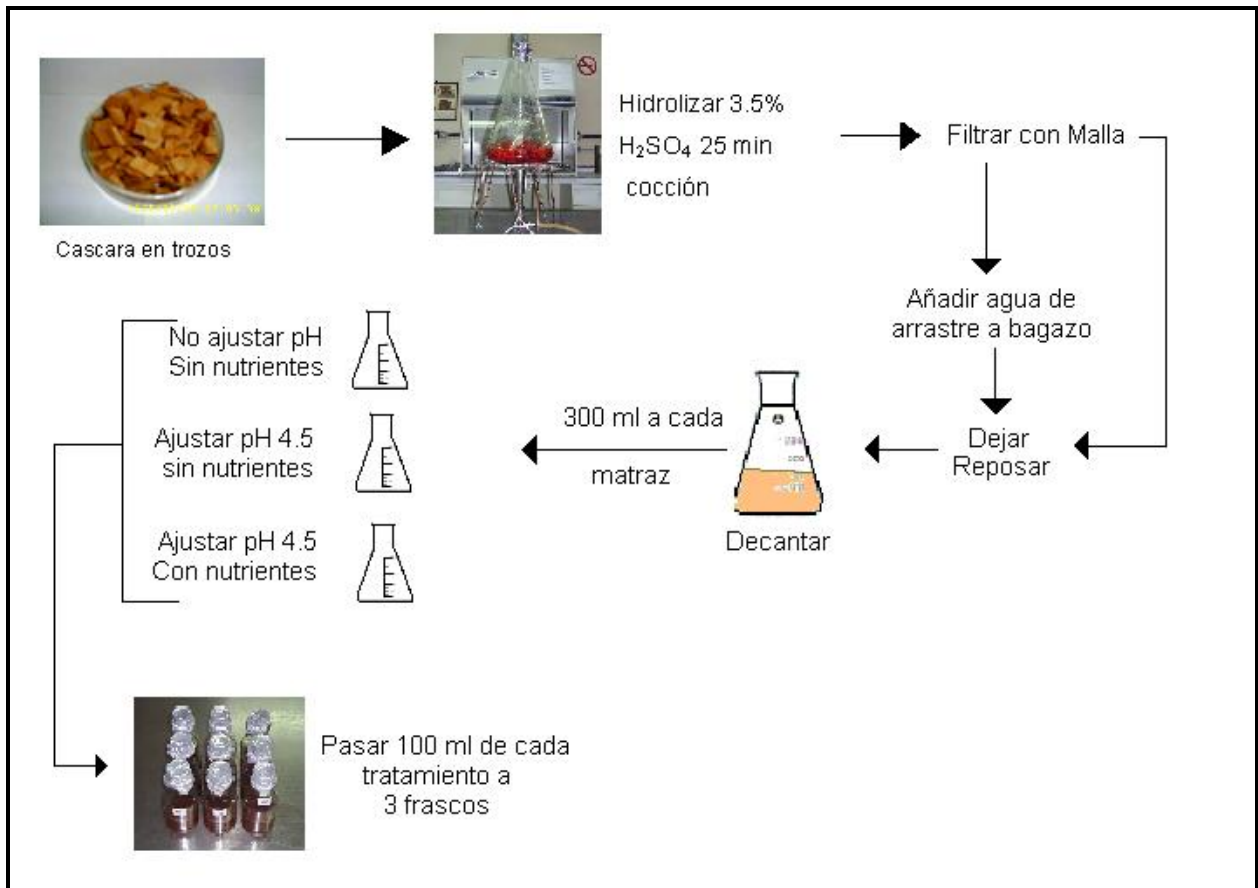 Cascara en trozos
Hidrolizar 3.5%
H₂SO₄ 25 min
cocción
Filtrar con Malla
Añadir agua de
arrastre a bagazo
Dejar
Reposar
Decantar
300 ml a cada
matraz
No ajustar pH
Sin nutrientes
Ajustar pH 4.5
sin nutrientes
Ajustar pH 4.5
Con nutrientes
Pasar 100 ml de cada
tratamiento a
3 frascos